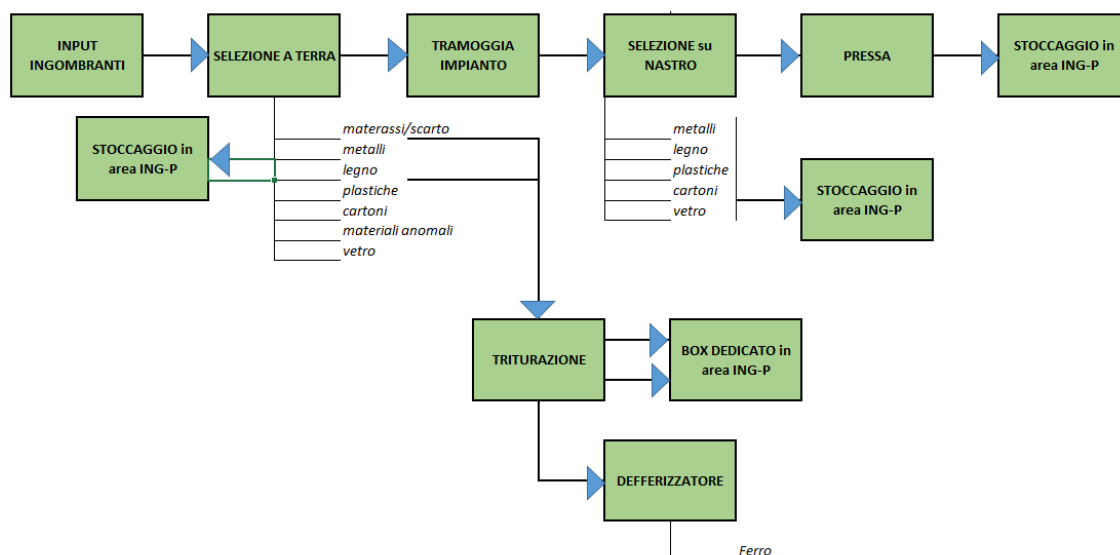 INPUT
INGOMBRANTI
SELEZIONE A TERRA
TRAMOGGIA
IMPIANTO
SELEZIONE su
NASTRO
PRESSA
STOCCAGGIO in
area ING-P
STOCCAGGIO in
area ING-P
materassi/scarto
metalli
legno
plastiche
cartoni
materiali anomali
vetro
metalli
legno
plastiche
cartoni
vetro
STOCCAGGIO in
area ING-P
TRITURAZIONE
BOX DEDICATO in
area ING-P
DEFFERIZZATORE
Ferro